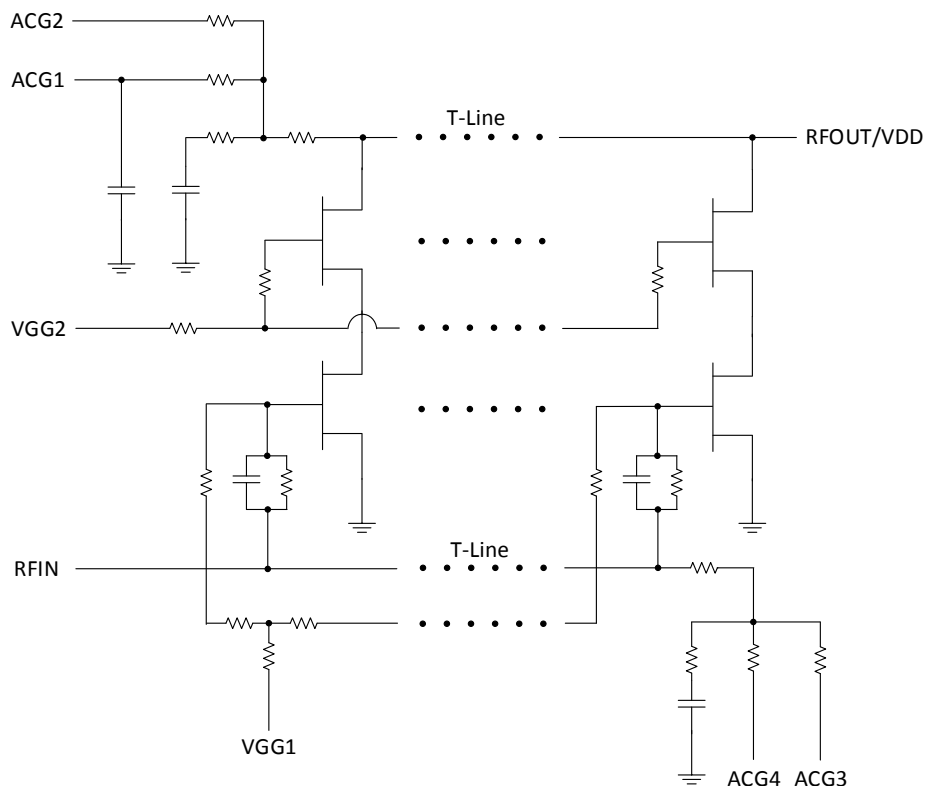 ACG2
ACG1
T-Line
RFOUT/VDD
VGG2
T-Line
RFIN
VGG1
ACG4 ACG3